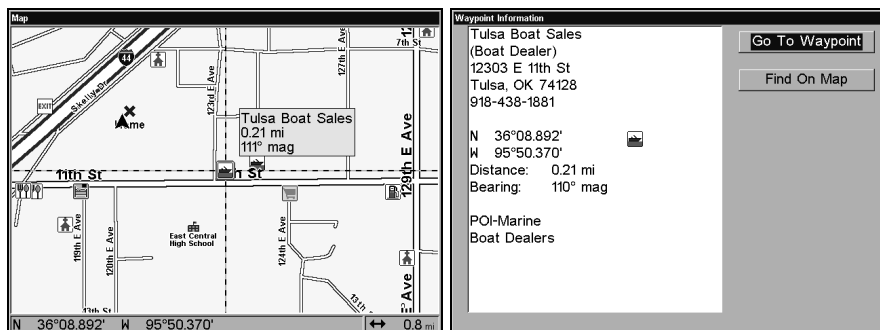 Map
7th St
44
Skelly Dr
EXIT
123rd E Ave
127th E Ave
129th E Ave
Home
Tulsa Boat Sales
0.21 mi
111° mag
11th St
119th E Ave
120th E Ave
East Central
High School
124th E Ave
13th St
13th
N 36°08.892' W 95°50.370'
0.8 mi
Waypoint Information
Tulsa Boat Sales
(Boat Dealer)
12303 E 11th St
Tulsa, OK 74128
918-438-1881
N 36°08.892'
W 95°50.370'
Distance: 0.21 mi
Bearing: 110° mag
POI-Marine
Boat Dealers
Go To Waypoint
Find On Map